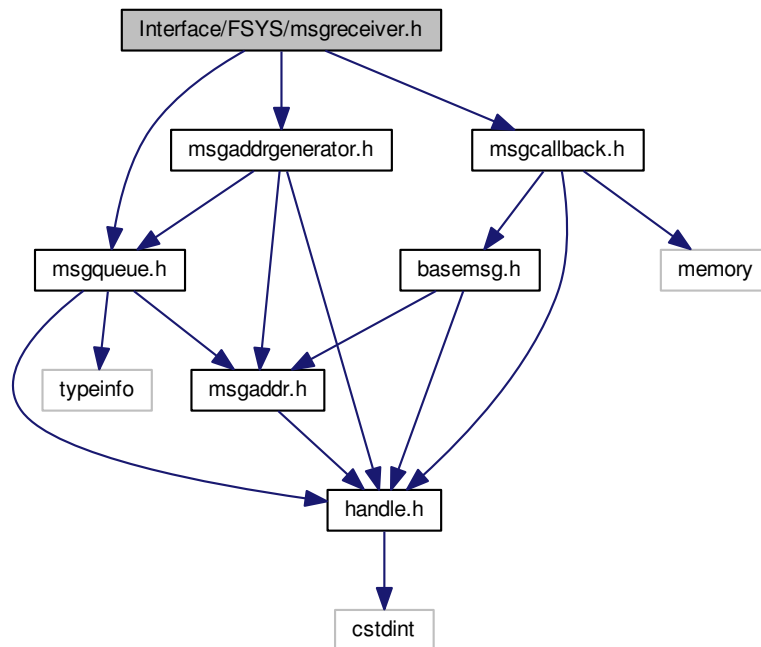 Interface/FSYS/msgreceiver.h
msgaddrgenerator.h
msgcallback.h
msgqueue.h
basemsg.h
memory
typeinfo
msgaddr.h
handle.h
cstdint